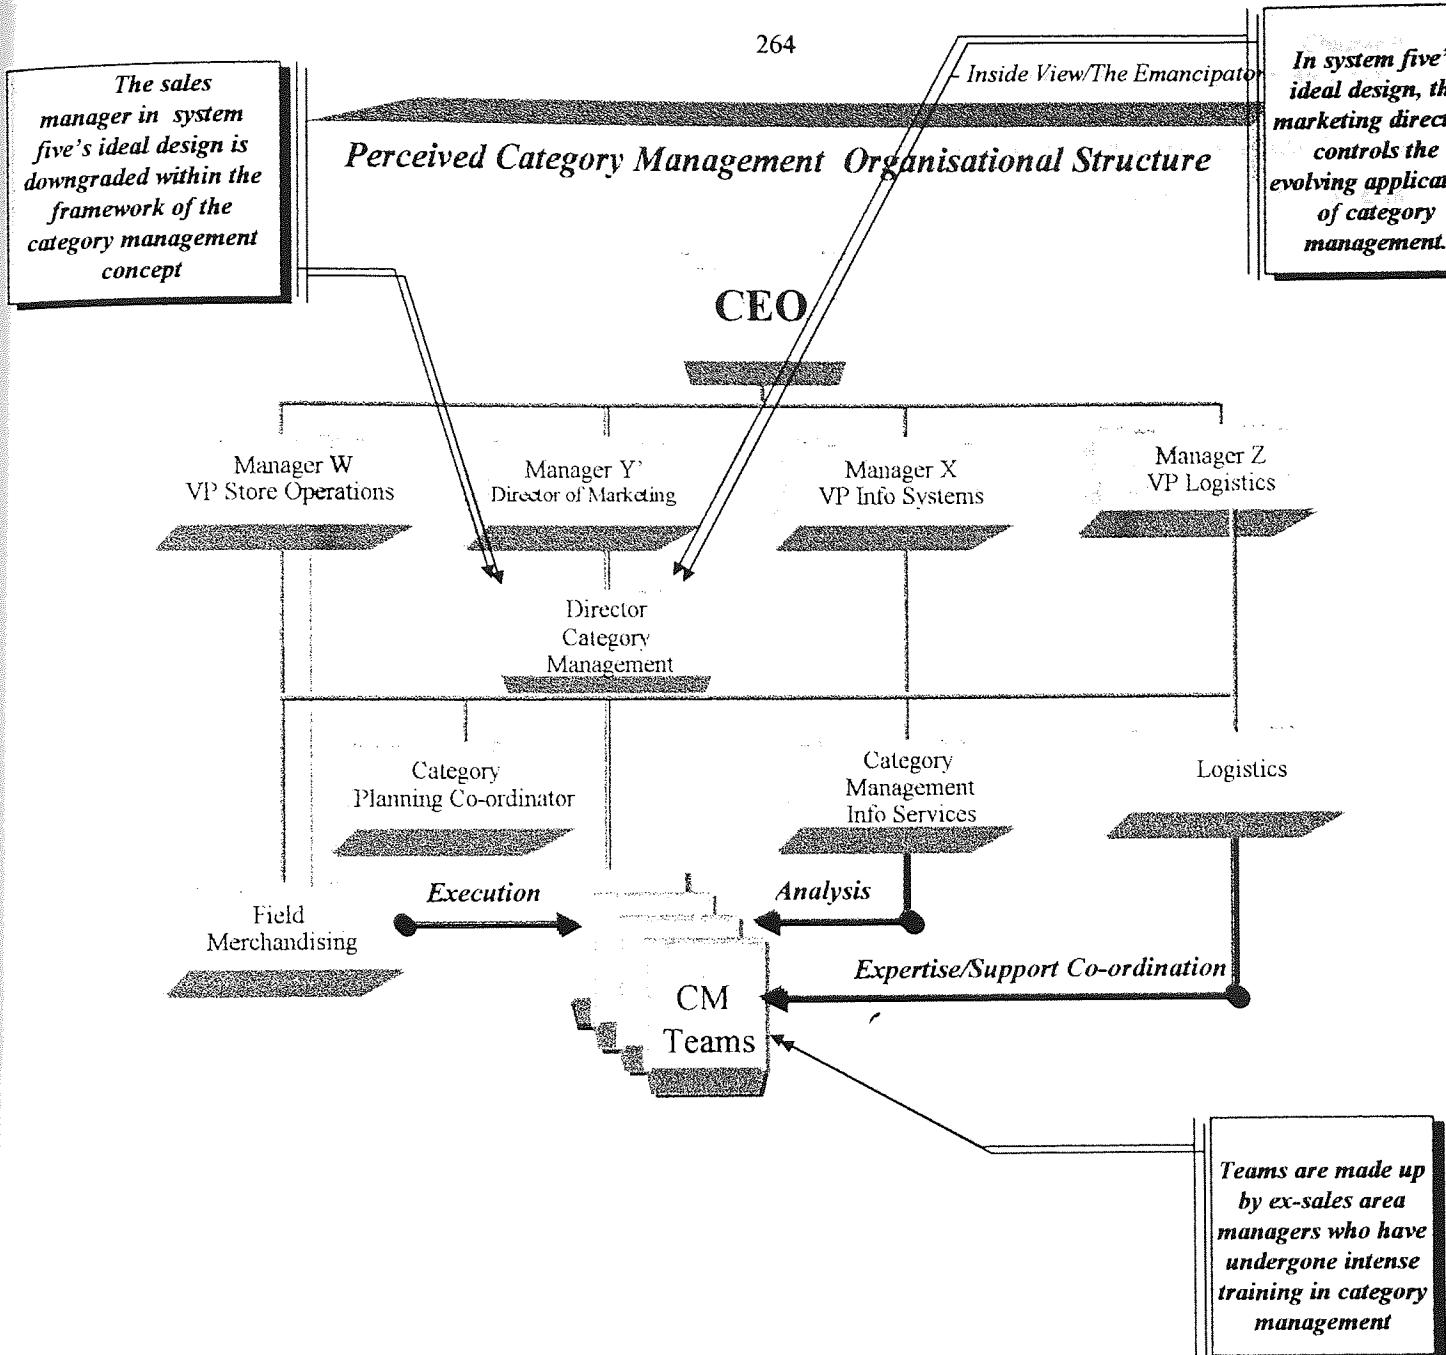 264
- Inside View/The Emancipator
The sales
manager in system
five's ideal design is
downgraded within the
framework of the
category management
concept
In system five'
ideal design, th
marketing direc
controls the
evolving applicat
of category
management.
Perceived Category Management Organisational Structure
CEO
Manager W
VP Store Operations
Manager Y'
Director of Marketing
Manager X
VP Info Systems
Manager Z
VP Logistics
Director
Category
Management
Category
Planning Co-ordinator
Category
Management
Info Services
Logistics
Field
Merchandising
Execution
Analysis
Expertise/Support Co-ordination
CM
Teams
Teams are made up
by ex-sales area
managers who have
undergone intense
training in category
management